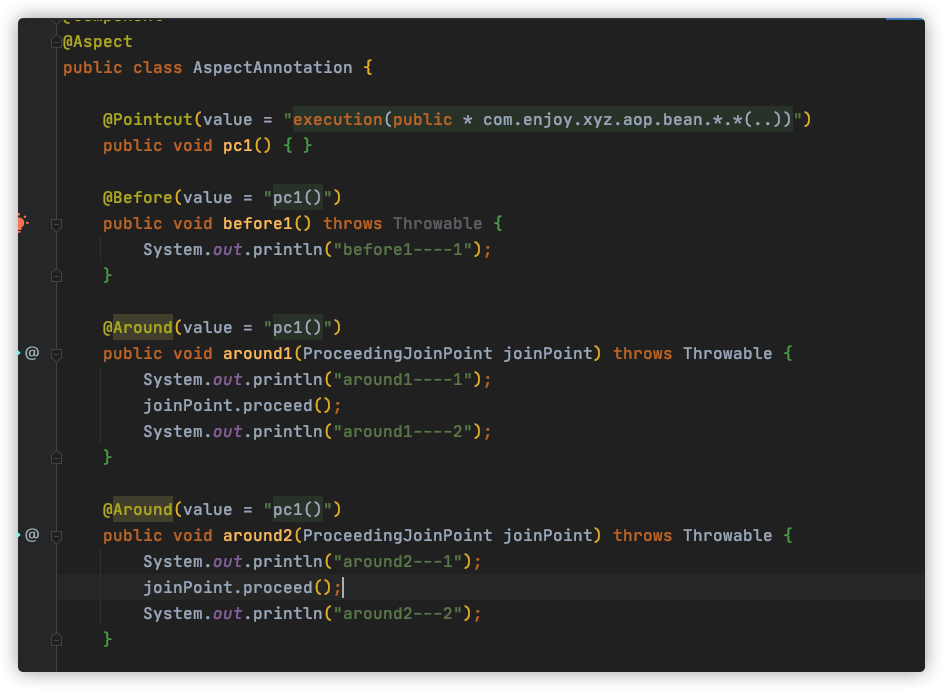 @Component
@Aspect
public class AspectAnnotation {
@Pointcut(value = "execution(public * com.enjoy.xyz.aop.bean.*.*(..))")
public void pc1() { }
@Before(value = "pc1()")
public void before1() throws Throwable {
System.out.println("before1----1");
}
@Around(value = "pc1()")
public void around1(ProceedingJoinPoint joinPoint) throws Throwable {
System.out.println("around1----1");
joinPoint.proceed();
System.out.println("around1----2");
}
@Around(value = "pc1()")
public void around2(ProceedingJoinPoint joinPoint) throws Throwable {
System.out.println("around2---1");
joinPoint.proceed();
System.out.println("around2---2");
}